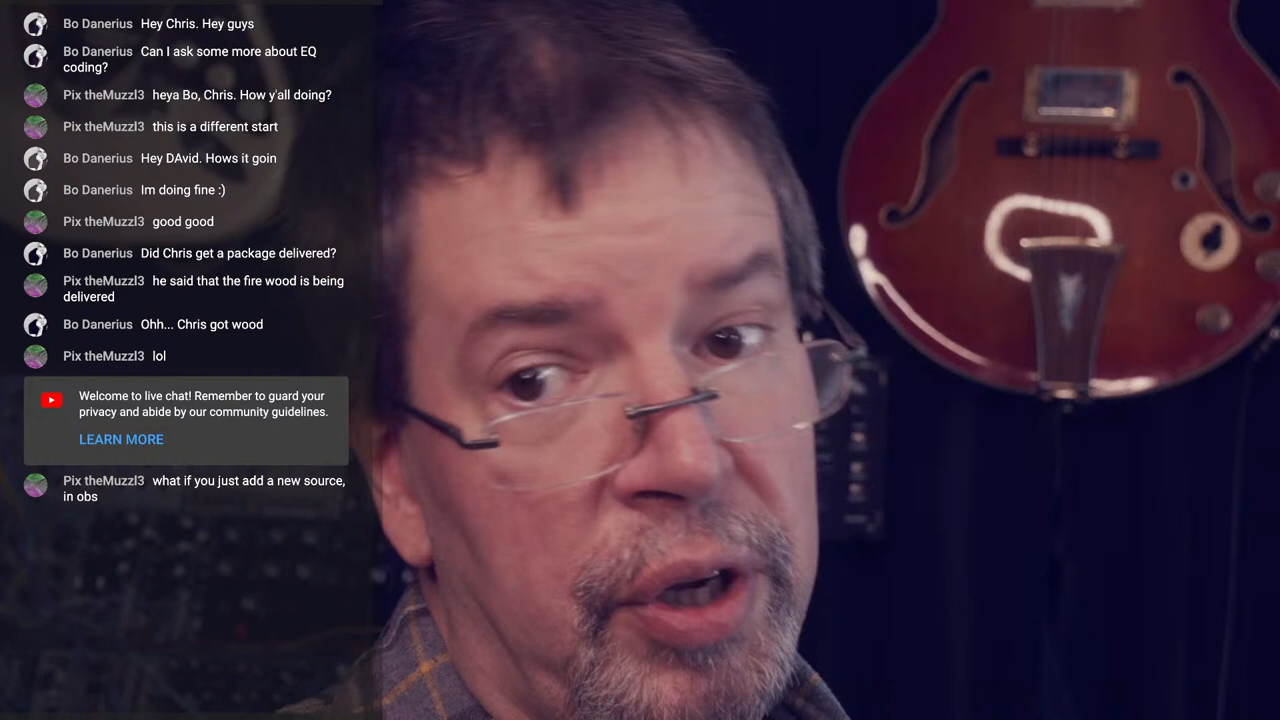 Bo Danerius Hey Chris. Hey guys
Bo Danerius Can I ask some more about EQ
coding?
Pix theMuzzl3 heya Bo, Chris. How y'all doing?
Pix theMuzzl3 this is a different start
Bo Danerius Hey DAvid. Hows it goin
Bo Danerius Im doing fine :)
Pix theMuzzl3 good good
Bo Danerius Did Chris get a package delivered?
Pix theMuzzl3 he said that the fire wood is being
delivered
Bo Danerius Ohh... Chris got wood
Pix theMuzzl3 lol
Welcome to live chat! Remember to guard your
privacy and abide by our community guidelines.
LEARN MORE
Pix theMuzzl3 what if you just add a new source,
in obs